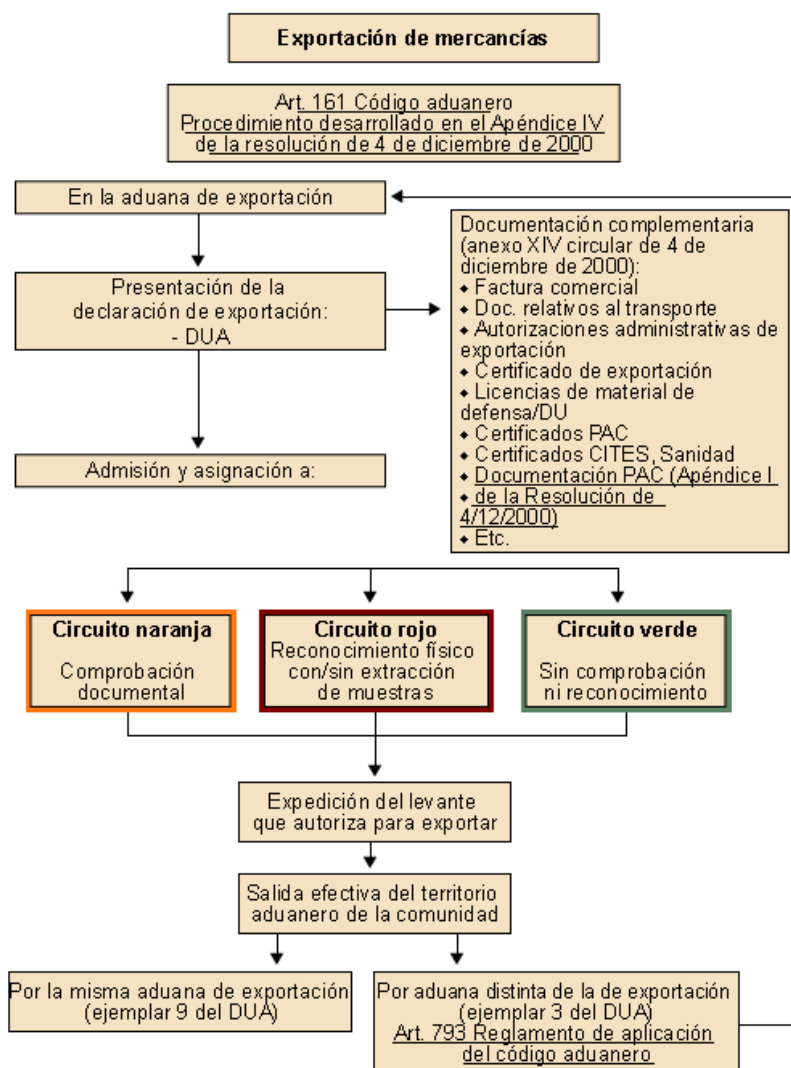 Exportación de mercancías
Art. 161 Código aduanero
Procedimiento desarrollado en el Apéndice IV
de la resolución de 4 de diciembre de 2000
En la aduana de exportación
Presentación de la
declaración de exportación:
- DUA
Documentación complementaria
(anexo XIV circular de 4 de
diciembre de 2000):
◆ Factura comercial
◆ Doc. relativos al transporte
◆ Autorizaciones administrativas de
exportación
◆ Certificado de exportación
◆ Licencias de material de
defensa/DU
◆ Certificados PAC
◆ Certificados CITES, Sanidad
◆ Documentación PAC (Apéndice I
◆ de la Resolución de
4/12/2000)
◆ Etc.
Admisión y asignación a:
Circuito naranja
Comprobación
documental
Circuito rojo
Reconocimiento físico
con/sin extracción
de muestras
Circuito verde
Sin comprobación
ni reconocimiento
Expedición del levante
que autoriza para exportar
Salida efectiva del territorio
aduanero de la comunidad
Por la misma aduana de exportación
(ejemplar 9 del DUA)
Por aduana distinta de la de exportación
(ejemplar 3 del DUA)
Art. 793 Reglamento de aplicación
del código aduanero